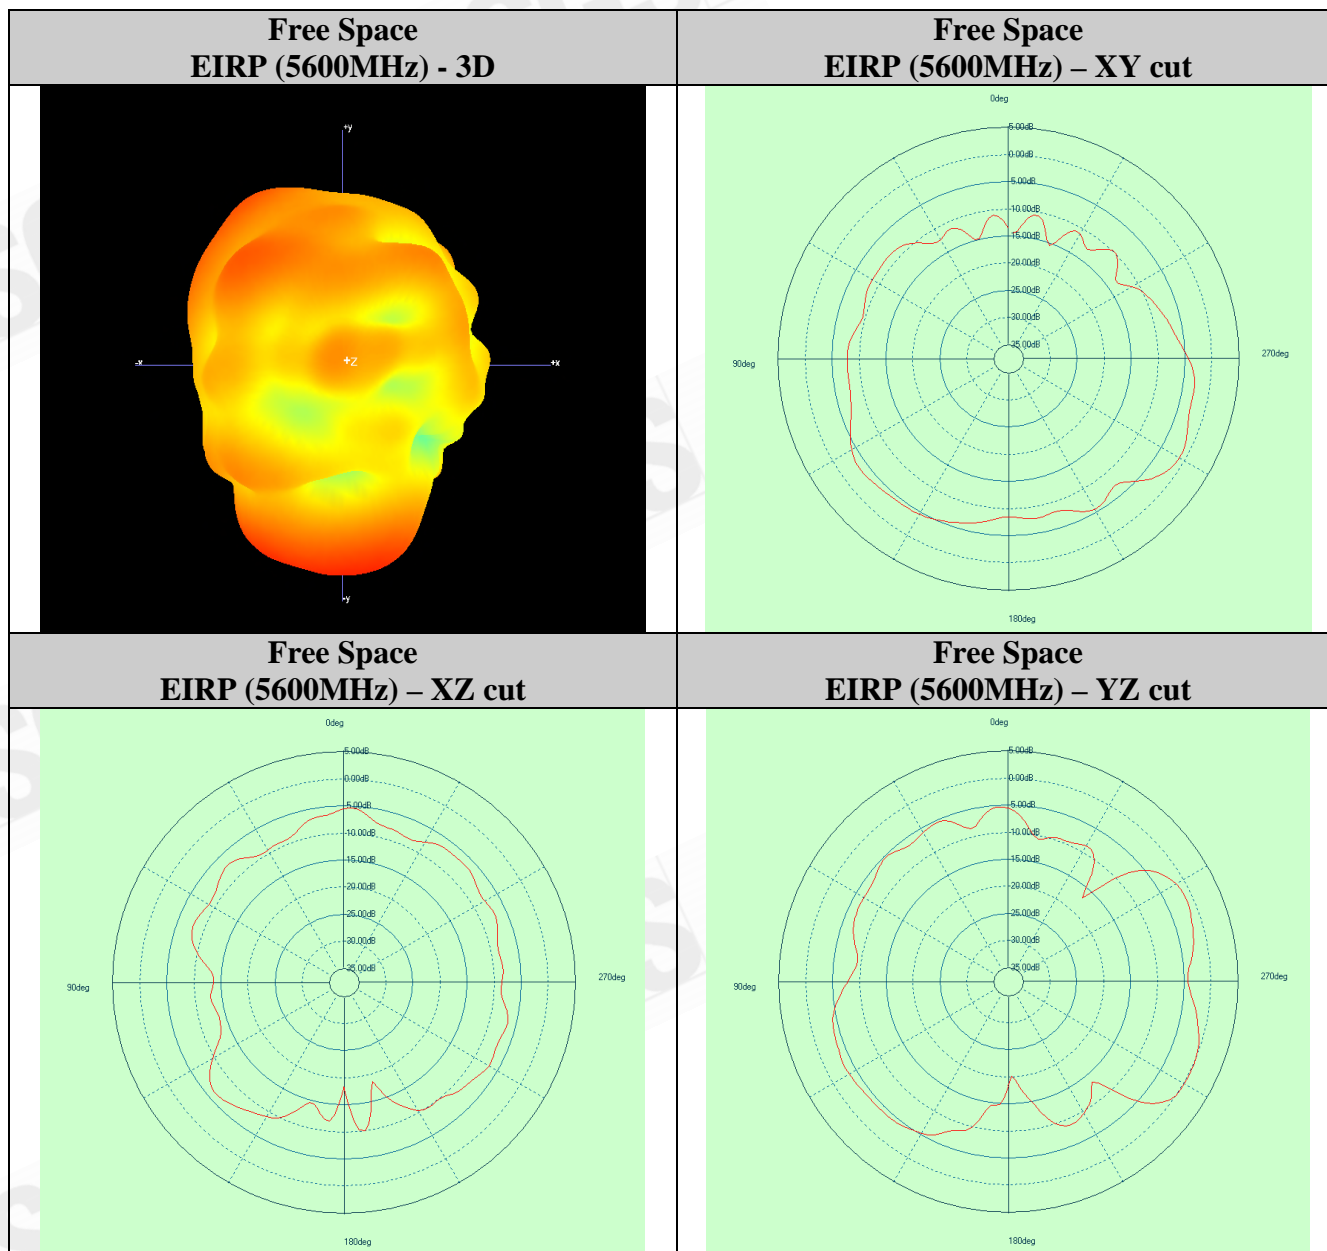 Free Space
EIRP (5600MHz) - 3D
+y
-x
+Z
+x
-y
Free Space
EIRP (5600MHz) – XY cut
0deg
5.00dB
0.00dB
5.00dB
10.00dB
15.00dB
20.00dB
25.00dB
30.00dB
35.00dB
90deg
270deg
180deg
Free Space
EIRP (5600MHz) – XZ cut
0deg
5.00dB
0.00dB
5.00dB
10.00dB
15.00dB
20.00dB
25.00dB
30.00dB
35.00dB
90deg
270deg
180deg
Free Space
EIRP (5600MHz) – YZ cut
0deg
5.00dB
0.00dB
5.00dB
10.00dB
15.00dB
20.00dB
25.00dB
30.00dB
35.00dB
90deg
270deg
180deg